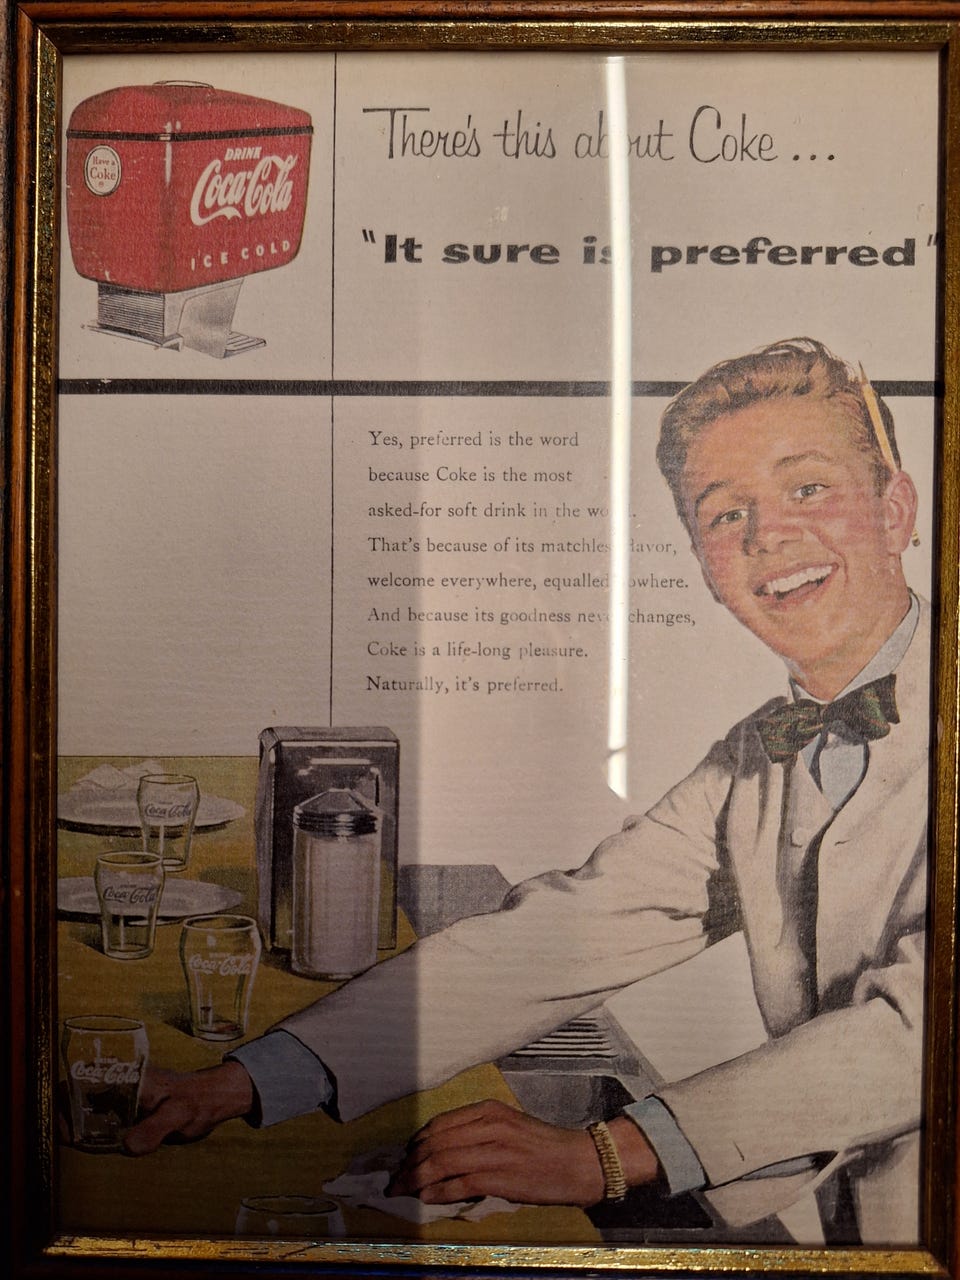 Have a
Coke
DRINK
Coca-Cola
ICE COLD
There's this about Coke ...
"It sure is preferred"
Yes, preferred is the word
because Coke is the most
asked-for soft drink in the
That's because of its matchless flavor,
welcome everywhere, equalled nowhere.
And because its goodness never changes,
Coke is a life-long pleasure.
Naturally, it's preferred.
Coca-Cola
Coca-Cola
Coca-Cola
DRINK
Coca-Cola